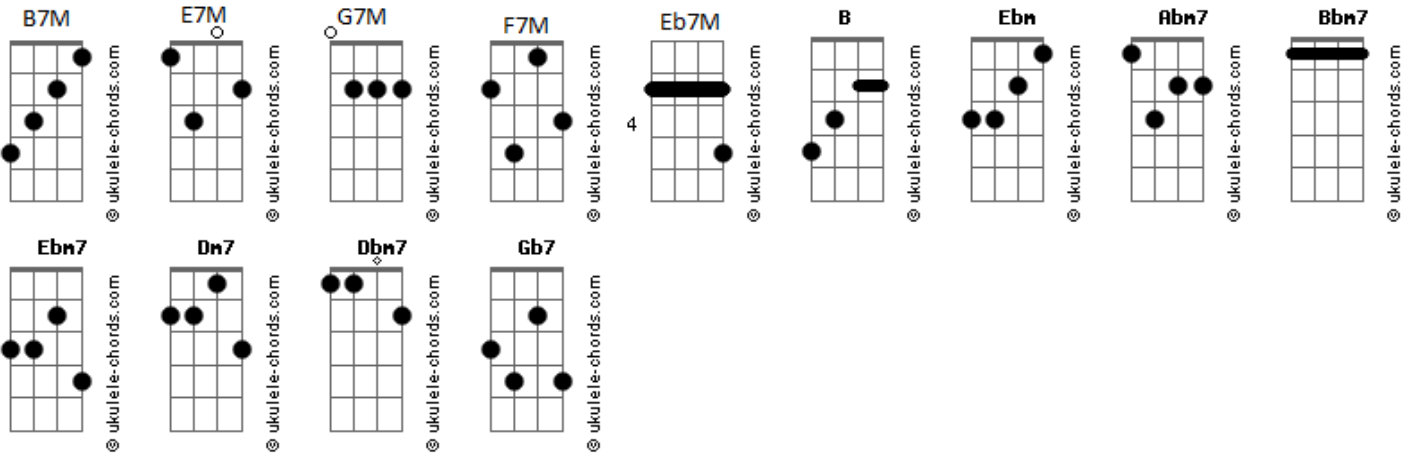 B7M E7M G7M F7M Eb7M B Ebm Abm7 Bbm7
© ukulele-chords.com © ukulele-chords.com © ukulele-chords.com © ukulele-chords.com 4 © ukulele-chords.com © ukulele-chords.com © ukulele-chords.com © ukulele-chords.com © ukulele-chords.com
Ebm7 Dm7 Dbm7 Gb7
© ukulele-chords.com © ukulele-chords.com © ukulele-chords.com © ukulele-chords.com